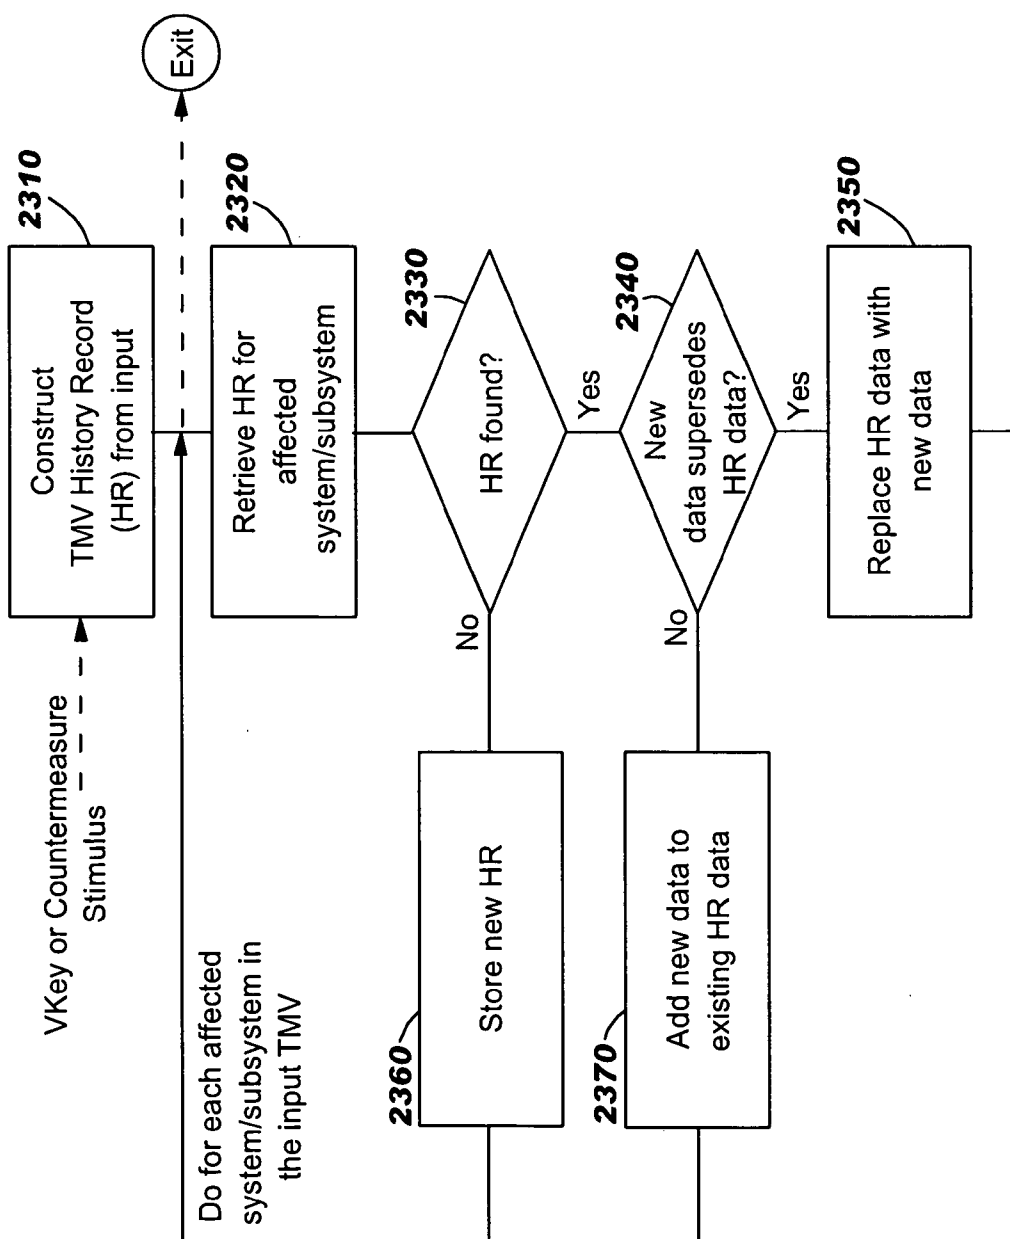 VKey or Countermeasure
Stimulus
2310
Construct
TMV History Record
(HR) from input
Exit
Do for each affected
system/subsystem in
the input TMV
2320
Retrieve HR for
affected
system/subsystem
2330
HR found?
No
Yes
2360
Store new HR
2340
New
data supersedes
HR data?
No
Yes
2370
Add new data to
existing HR data
2350
Replace HR data with
new data